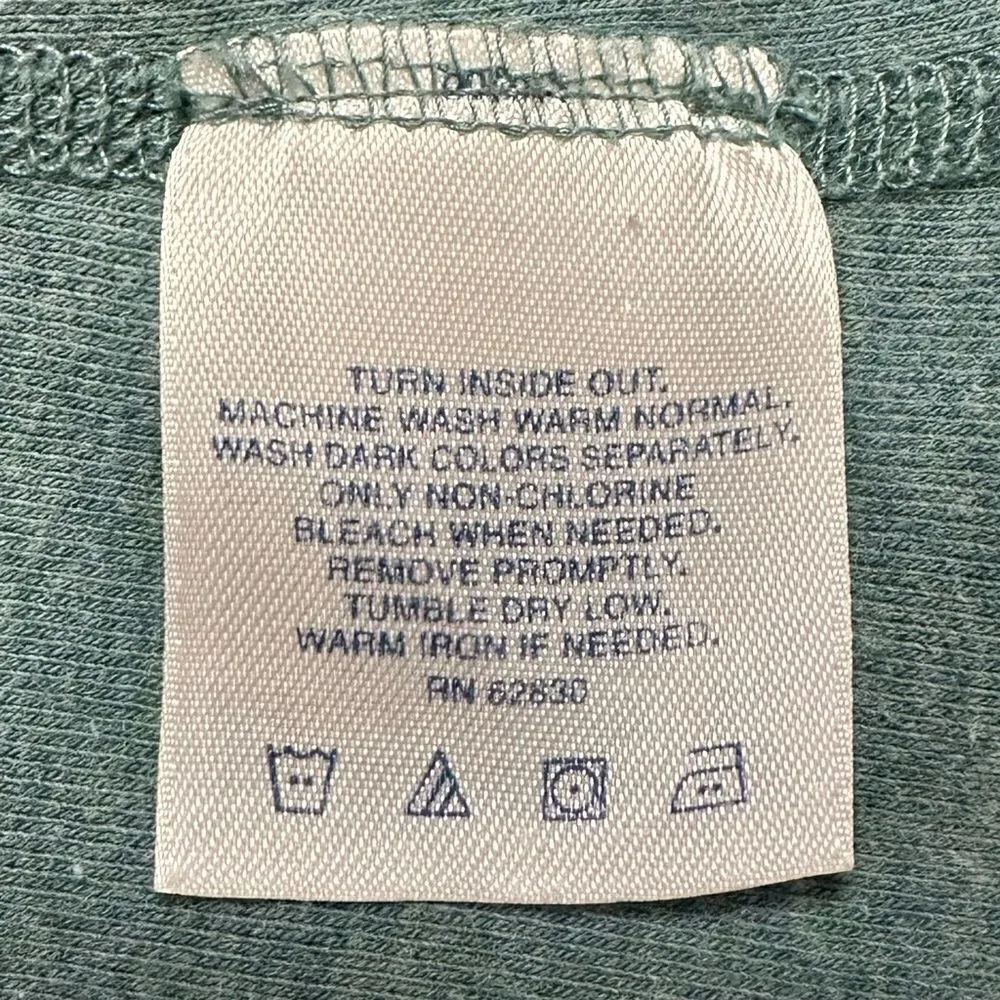 TURN INSIDE OUT.
MACHINE WASH WARM NORMAL.
WASH DARK COLORS SEPARATELY.
ONLY NON-CHLORINE
BLEACH WHEN NEEDED.
REMOVE PROMPTLY.
TUMBLE DRY LOW.
WARM IRON IF NEEDED.
RN 62830